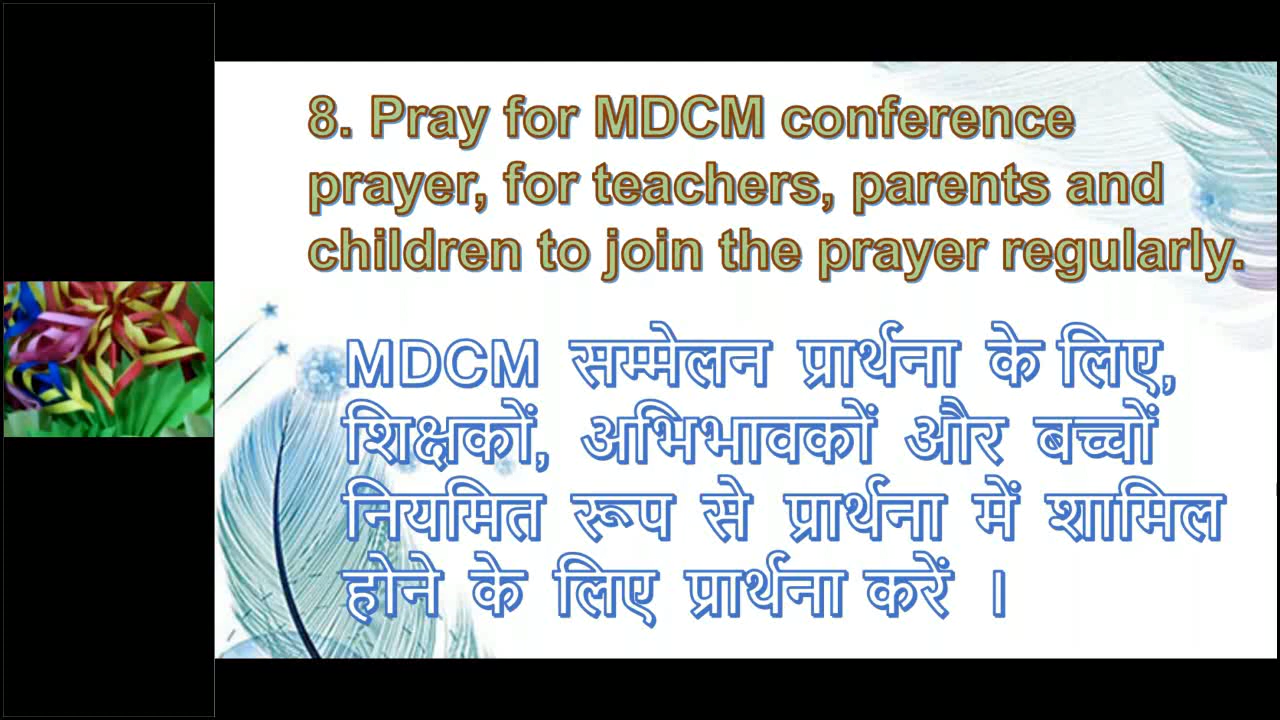 8. Pray for MDCM conference
prayer, for teachers, parents and
children to join the prayer regularly.
MDCM सम्मेलन प्रार्थना के लिए,
शिक्षकों, अभिभावकों और बच्चों
नियमित रूप से प्रार्थना में शामिल
होने के लिए प्रार्थना करें ।